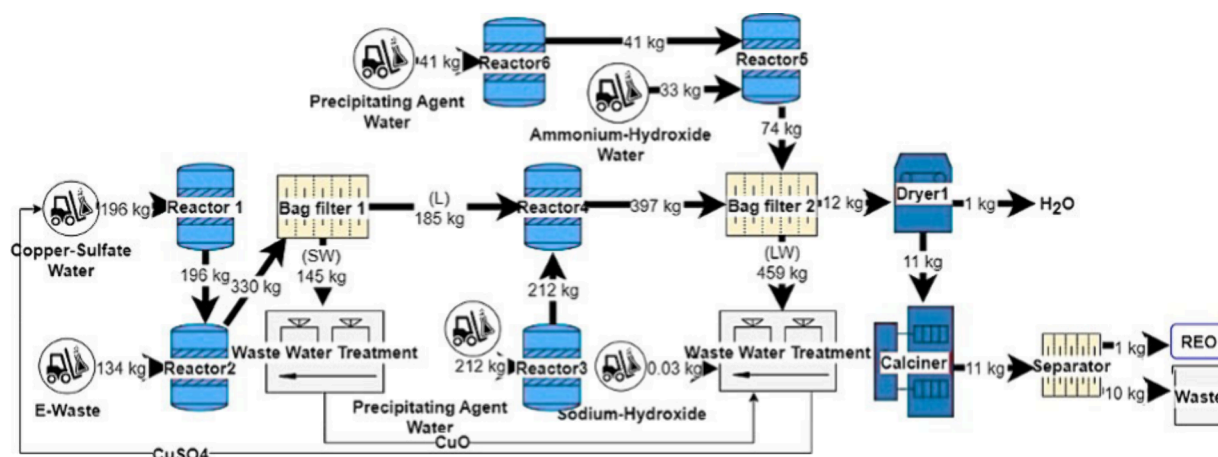 41 kg
Reactor6
41 kg
Reactor5
Precipitating Agent
Water
33 kg
Ammonium-Hydroxide
Water
74 kg
196 kg
Reactor 1
Copper-Sulfate
Water
Bag filter 1
(L)
185 kg
Reactor4
397 kg
Bag filter 2
12 kg
Dryer1
1 kg
H₂O
196 kg
330 kg
(SW)
145 kg
212 kg
(LW)
459 kg
11 kg
134 kg
Reactor2
E-Waste
Waste Water Treatment
212 kg
Reactor3
Precipitating Agent
Water
0.03 kg
Sodium-Hydroxide
Waste Water Treatment
Calciner
11 kg
Separator
1 kg
REO
10 kg
Waste
CuO
CuSO4